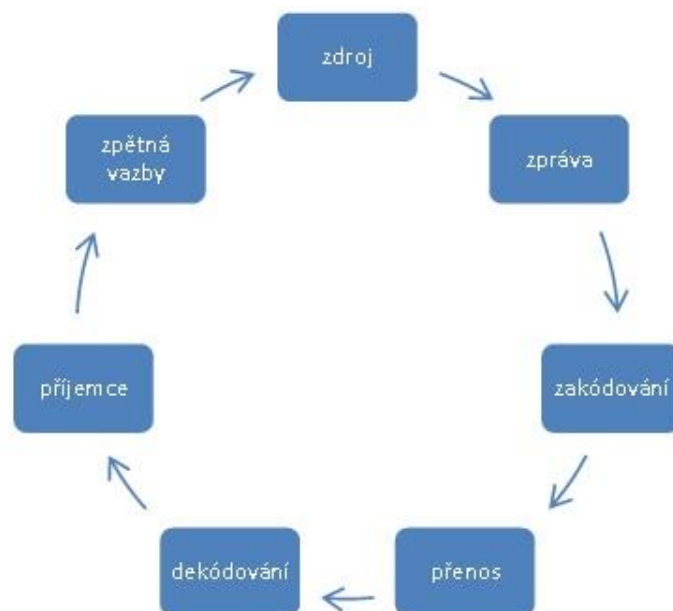 zdroj
zpráva
zakódování
přenos
dekódování
příjemce
zpětná
vazby